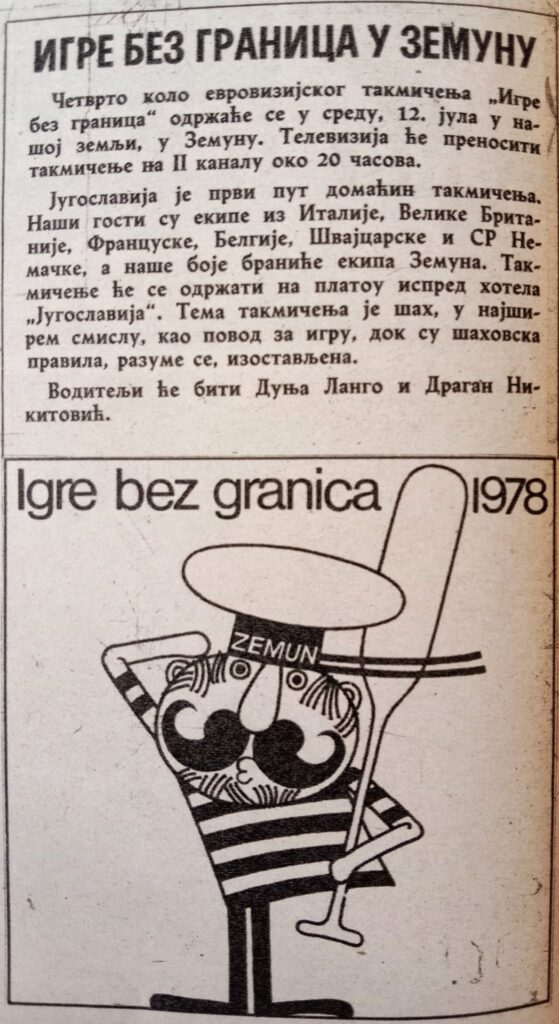 ИГРЕ БЕЗ ГРАНИЦА У ЗЕМУНУ
Четврто коло евровизијског такмичења „Игре
без граница“ одржаће се у среду, 12. јула у на-
шој земљи, у Земуну. Телевизија ће преносити
такмичење на II каналу око 20 часова.
Југославија је први пут домаћин такмичења.
Наши гости су екипе из Италије, Велике Брита-
није, Француске, Белгије, Швајцарске и СР Не-
мачке, а наше боје браниће екипа Земуна. Так-
мичење ће се одржати на платоу испред хотела
„Југославија“. Тема такмичења је шах, у најши-
рем смислу, као повод за игру, док су шаховска
правила, разуме се, изостављена.
Водитељи ће бити Дуња Ланго и Драган Ни-
китовић.
Igre bez granica 1978
ZEMUN